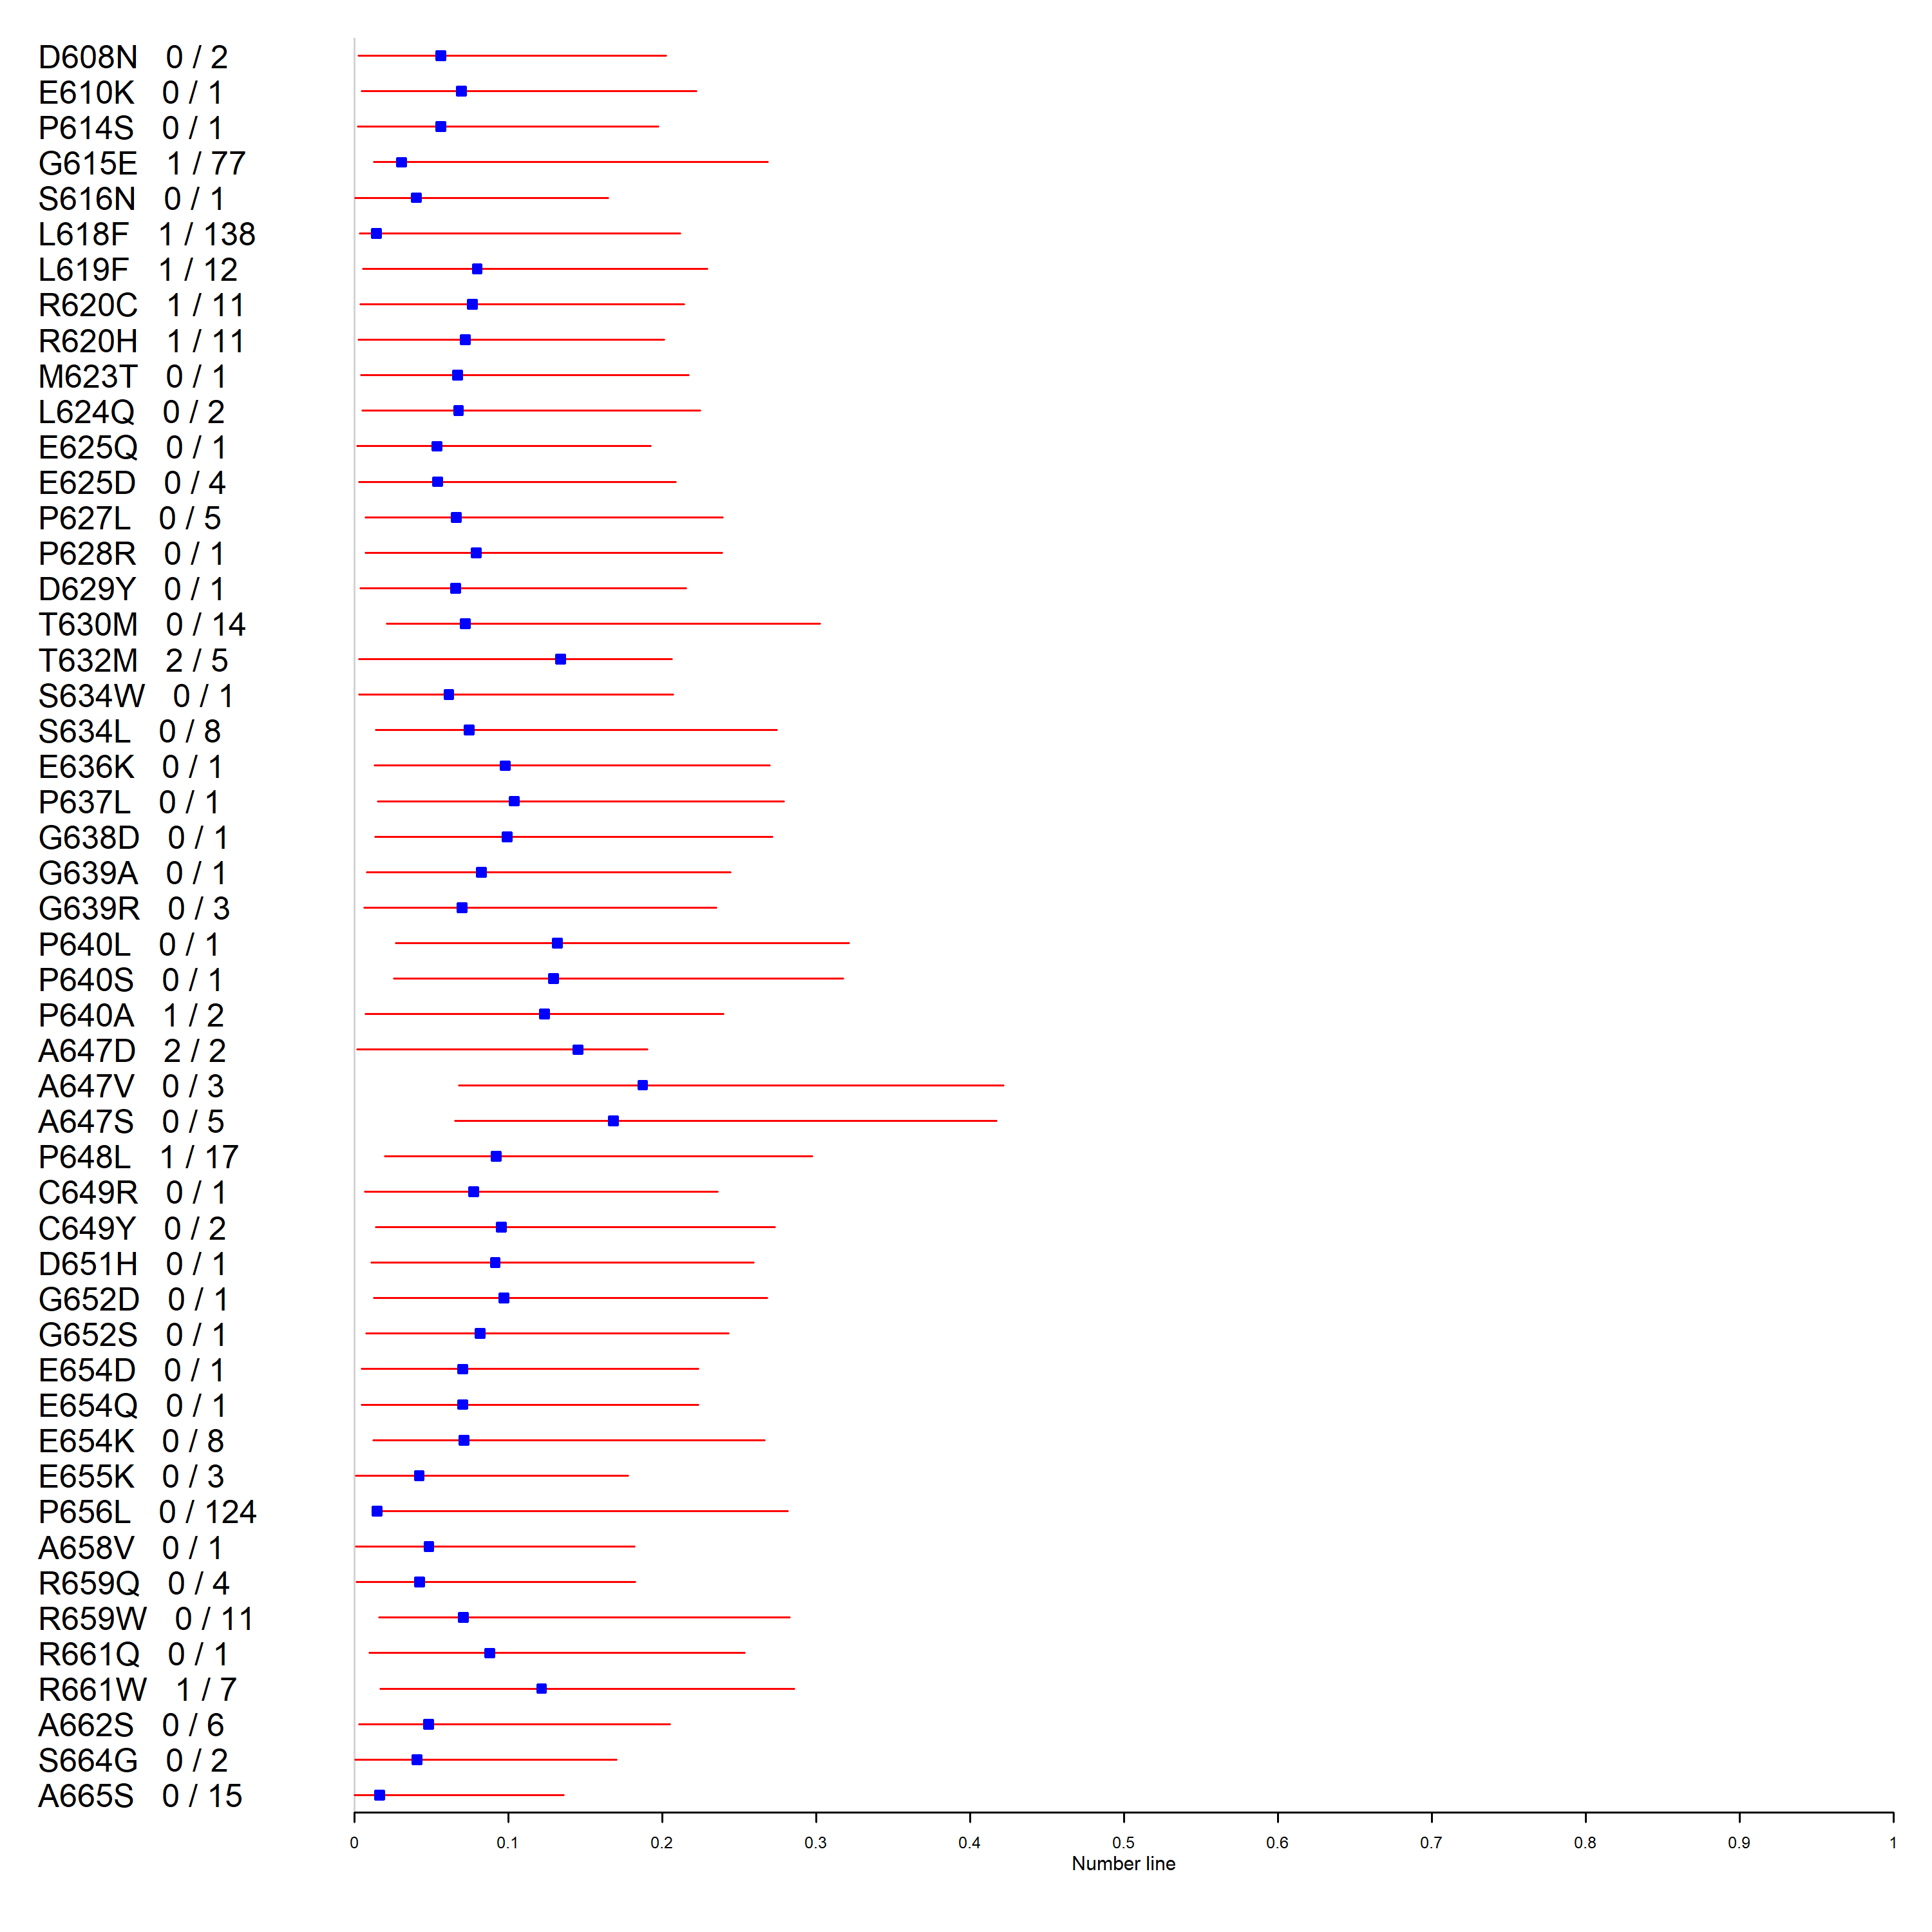 D608N 0 / 2
E610K 0 / 1
P614S 0 / 1
G615E 1 / 77
S616N 0 / 1
L618F 1 / 138
L619F 1 / 12
R620C 1 / 11
R620H 1 / 11
M623T 0 / 1
L624Q 0 / 2
E625Q 0 / 1
E625D 0 / 4
P627L 0 / 5
P628R 0 / 1
D629Y 0 / 1
T630M 0 / 14
T632M 2 / 5
S634W 0 / 1
S634L 0 / 8
E636K 0 / 1
P637L 0 / 1
G638D 0 / 1
G639A 0 / 1
G639R 0 / 3
P640L 0 / 1
P640S 0 / 1
P640A 1 / 2
A647D 2 / 2
A647V 0 / 3
A647S 0 / 5
P648L 1 / 17
C649R 0 / 1
C649Y 0 / 2
D651H 0 / 1
G652D 0 / 1
G652S 0 / 1
E654D 0 / 1
E654Q 0 / 1
E654K 0 / 8
E655K 0 / 3
P656L 0 / 124
A658V 0 / 1
R659Q 0 / 4
R659W 0 / 11
R661Q 0 / 1
R661W 1 / 7
A662S 0 / 6
S664G 0 / 2
A665S 0 / 15
0 0.1 0.2 0.3 0.4 0.5 0.6 0.7 0.8 0.9 1
Number line